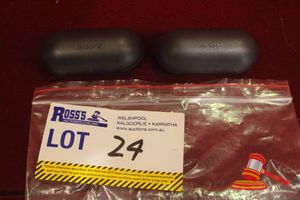 SONY
SONY
Ross's
WELSHPOOL
KALGOORLIE • KARRATHA
www.auctions.com.au
LOT 24